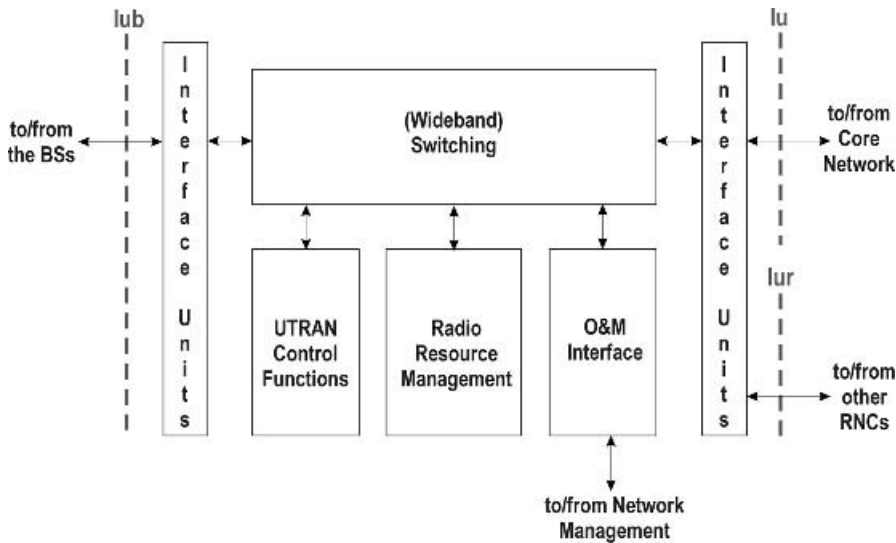 Iub
Iu
Interface Units
(Wideband)
Switching
Interface Units
to/from
the BSs
to/from
Core
Network
Iur
UTRAN
Control
Functions
Radio
Resource
Management
O&M
Interface
to/from
other
RNCs
to/from Network
Management